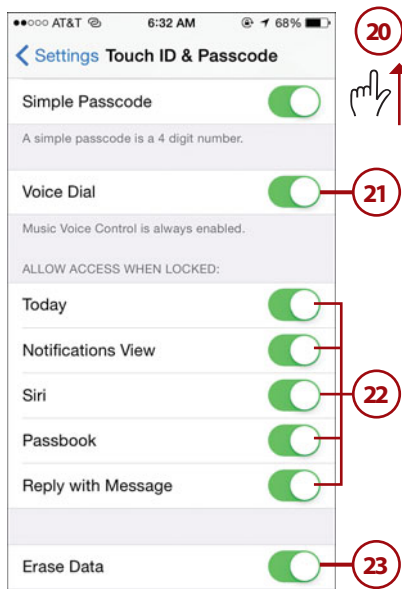 AT&T 6:32 AM 68%
20
Settings Touch ID & Passcode
Simple Passcode
A simple passcode is a 4 digit number.
Voice Dial
21
Music Voice Control is always enabled.
ALLOW ACCESS WHEN LOCKED:
Today
Notifications View
Siri
22
Passbook
Reply with Message
Erase Data
23